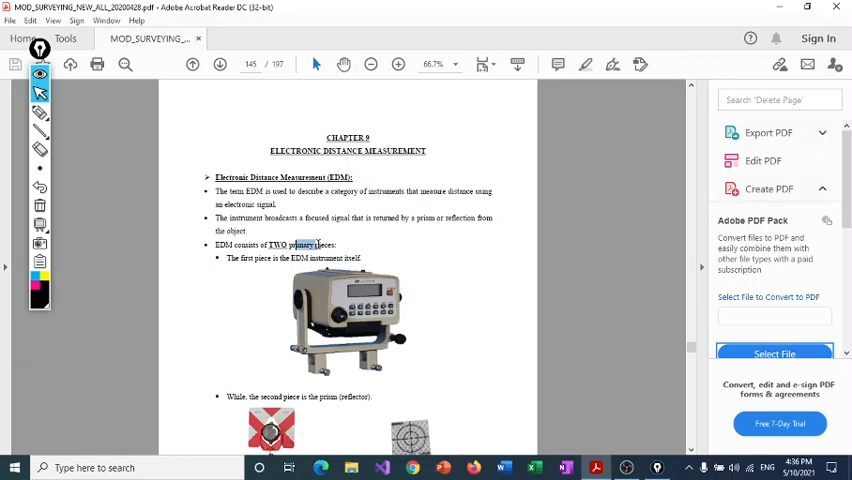 MOD_SURVEYING_NEW_ALL_20200428.pdf - Adobe Acrobat Reader DC (32-bit)
File Edit View Sign Window Help
Home Tools MOD_SURVEYING_... × Sign In
145 / 197 66.7%
CHAPTER 9
ELECTRONIC DISTANCE MEASUREMENT
Electronic Distance Measurement (EDM):
The term EDM is used to describe a category of instruments that measure distance using
an electronic signal.
The instrument broadcasts a focused signal that is returned by a prism or reflection from
the object.
EDM consists of TWO primary pieces:
The first piece is the EDM instrument itself.
While, the second piece is the prism (reflector).
Search 'Delete Page'
Export PDF
Edit PDF
Create PDF
Adobe PDF Pack
Convert files to PDF and
easily combine them with
other file types with a paid
subscription
Select File to Convert to PDF
Select File
Convert, edit and e-sign PDF
forms & agreements
Free 7-Day Trial
Type here to search
ENG
4:36 PM
5/10/2021